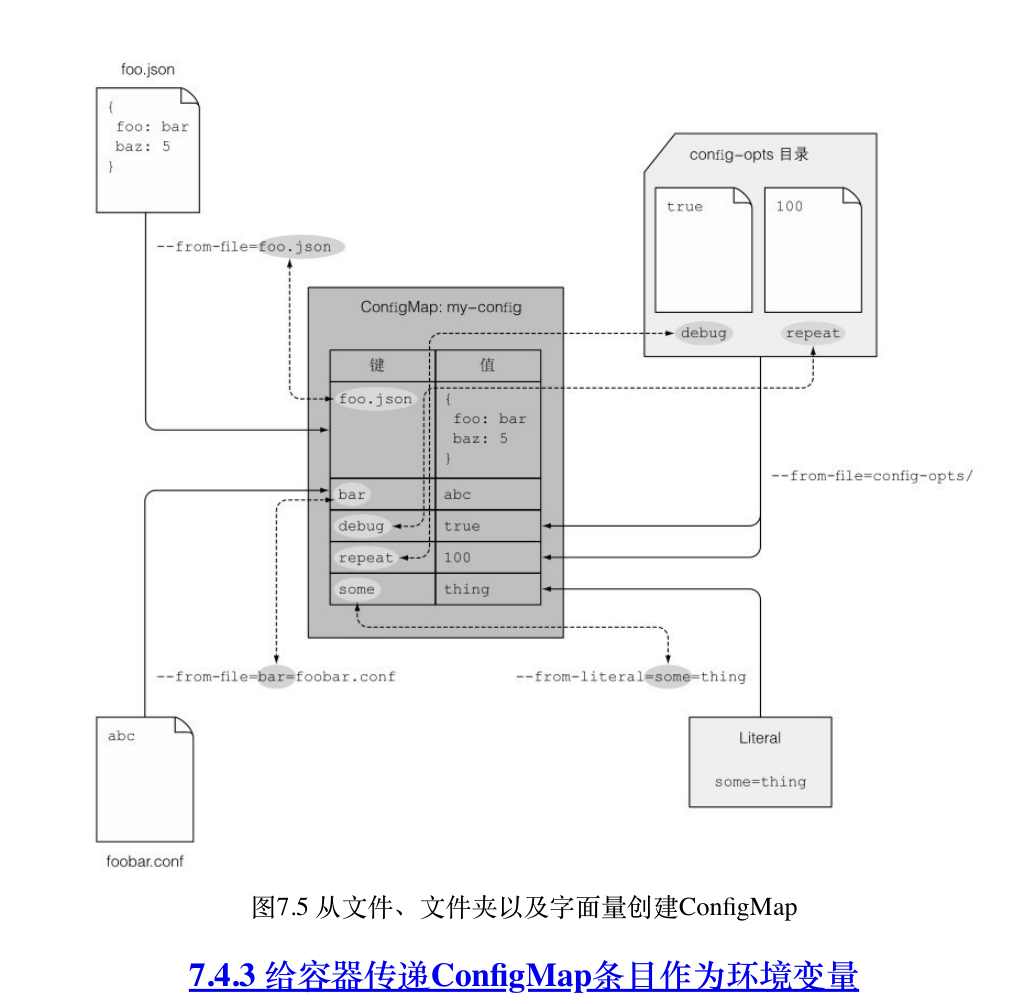 foo.json
{
foo: bar
baz: 5
}
config-opts 目录
true
100
debug
repeat
--from-file=foo.json
ConfigMap: my-config
键
值
foo.json
{
foo: bar
baz: 5
}
bar
abc
debug
true
repeat
100
some
thing
--from-file=config-opts/
--from-file=bar=foobar.conf
--from-literal=some=thing
abc
foobar.conf
Literal
some=thing
图7.5 从文件、文件夹以及字面量创建ConfigMap
7.4.3 给容器传递ConfigMap条目作为环境变量